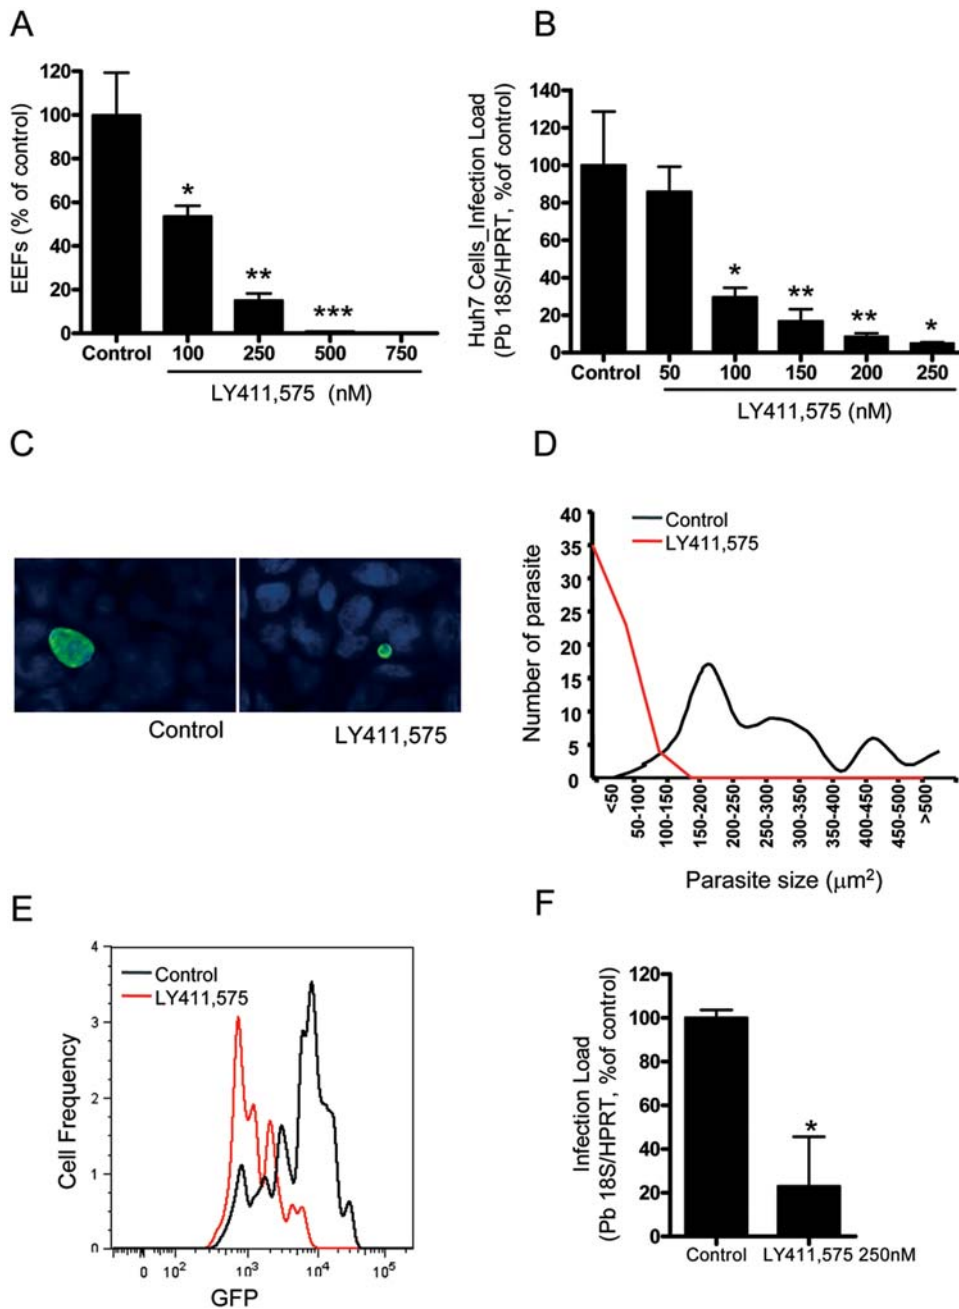 A
EEFs (% of control)
120
100
80
60
40
20
0
*
**
***
Control 100 250 500 750
LY411,575 (nM)
B
Huh7 Cells_Infection Load
(Pb 18S/HPRT, %of control)
140
120
100
80
60
40
20
0
*
**
**
*
Control 50 100 150 200 250
LY411,575 (nM)
C
Control
LY411,575
D
Number of parasite
40
35
30
25
20
15
10
5
0
Control
LY411,575
<50
50-100
100-150
150-200
200-250
250-300
300-350
350-400
400-450
450-500
>500
Parasite size (μm²)
E
Cell Frequency
4
3
2
1
0
Control
LY411,575
0 10² 10³ 10⁴ 10⁵
GFP
F
Infection Load
(Pb 18S/HPRT, %of control)
120
100
80
60
40
20
0
*
Control LY411,575 250nM